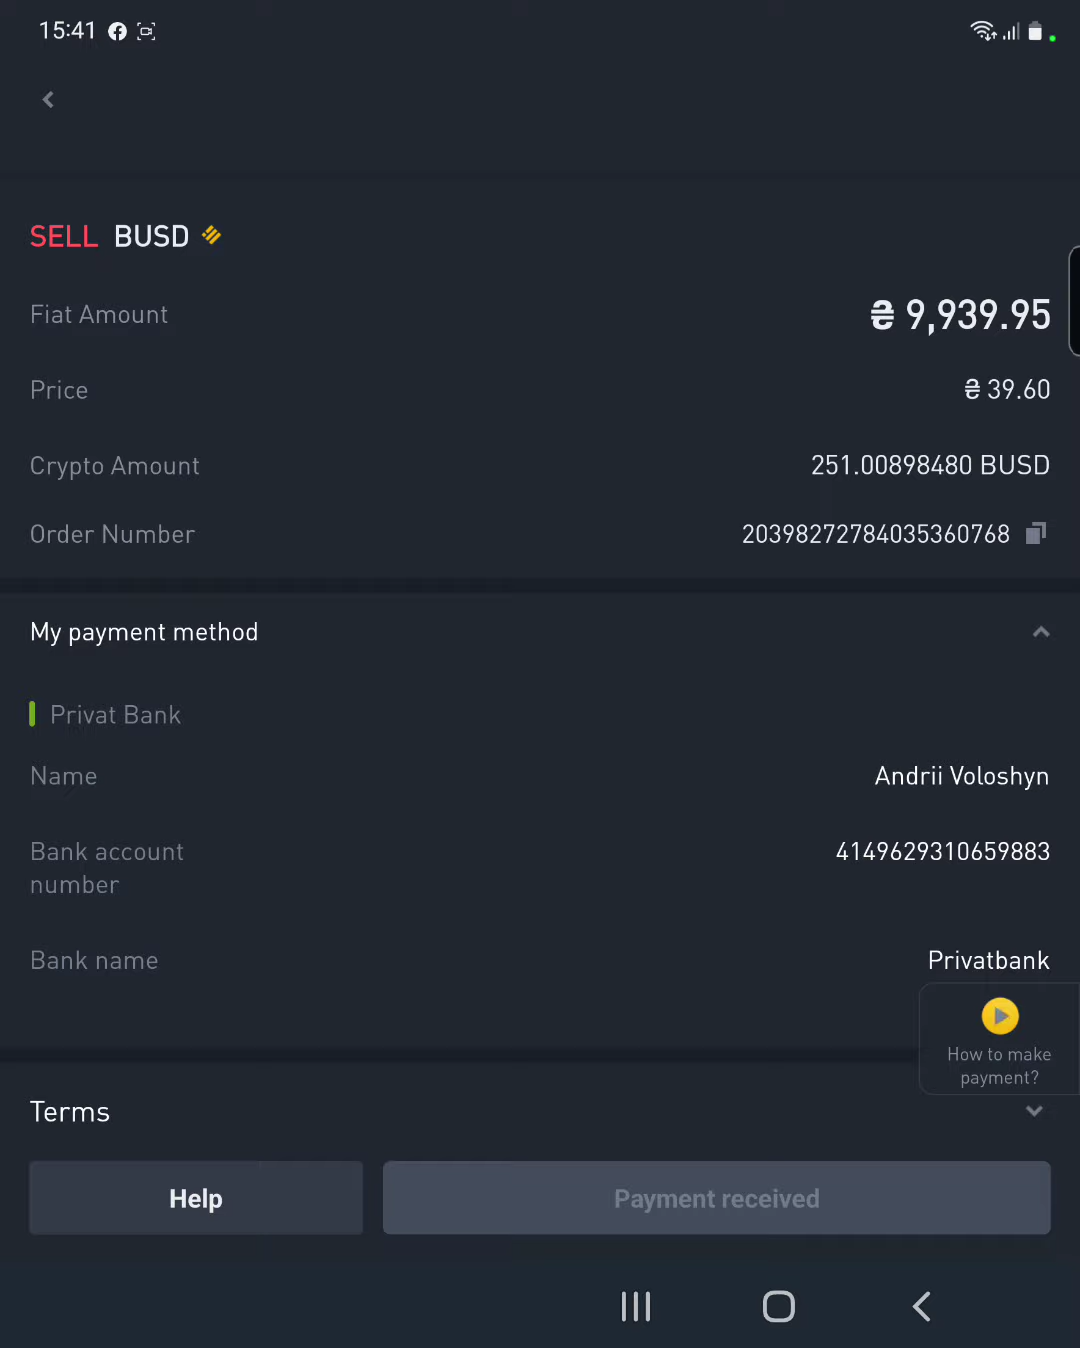 15:41
SELL BUSD
Fiat Amount
₴ 9,939.95
Price
₴ 39.60
Crypto Amount
251.00898480 BUSD
Order Number
20398272784035360768
My payment method
Privat Bank
Name
Andrii Voloshyn
Bank account
number
4149629310659883
Bank name
Privatbank
How to make
payment?
Terms
Help
Payment received